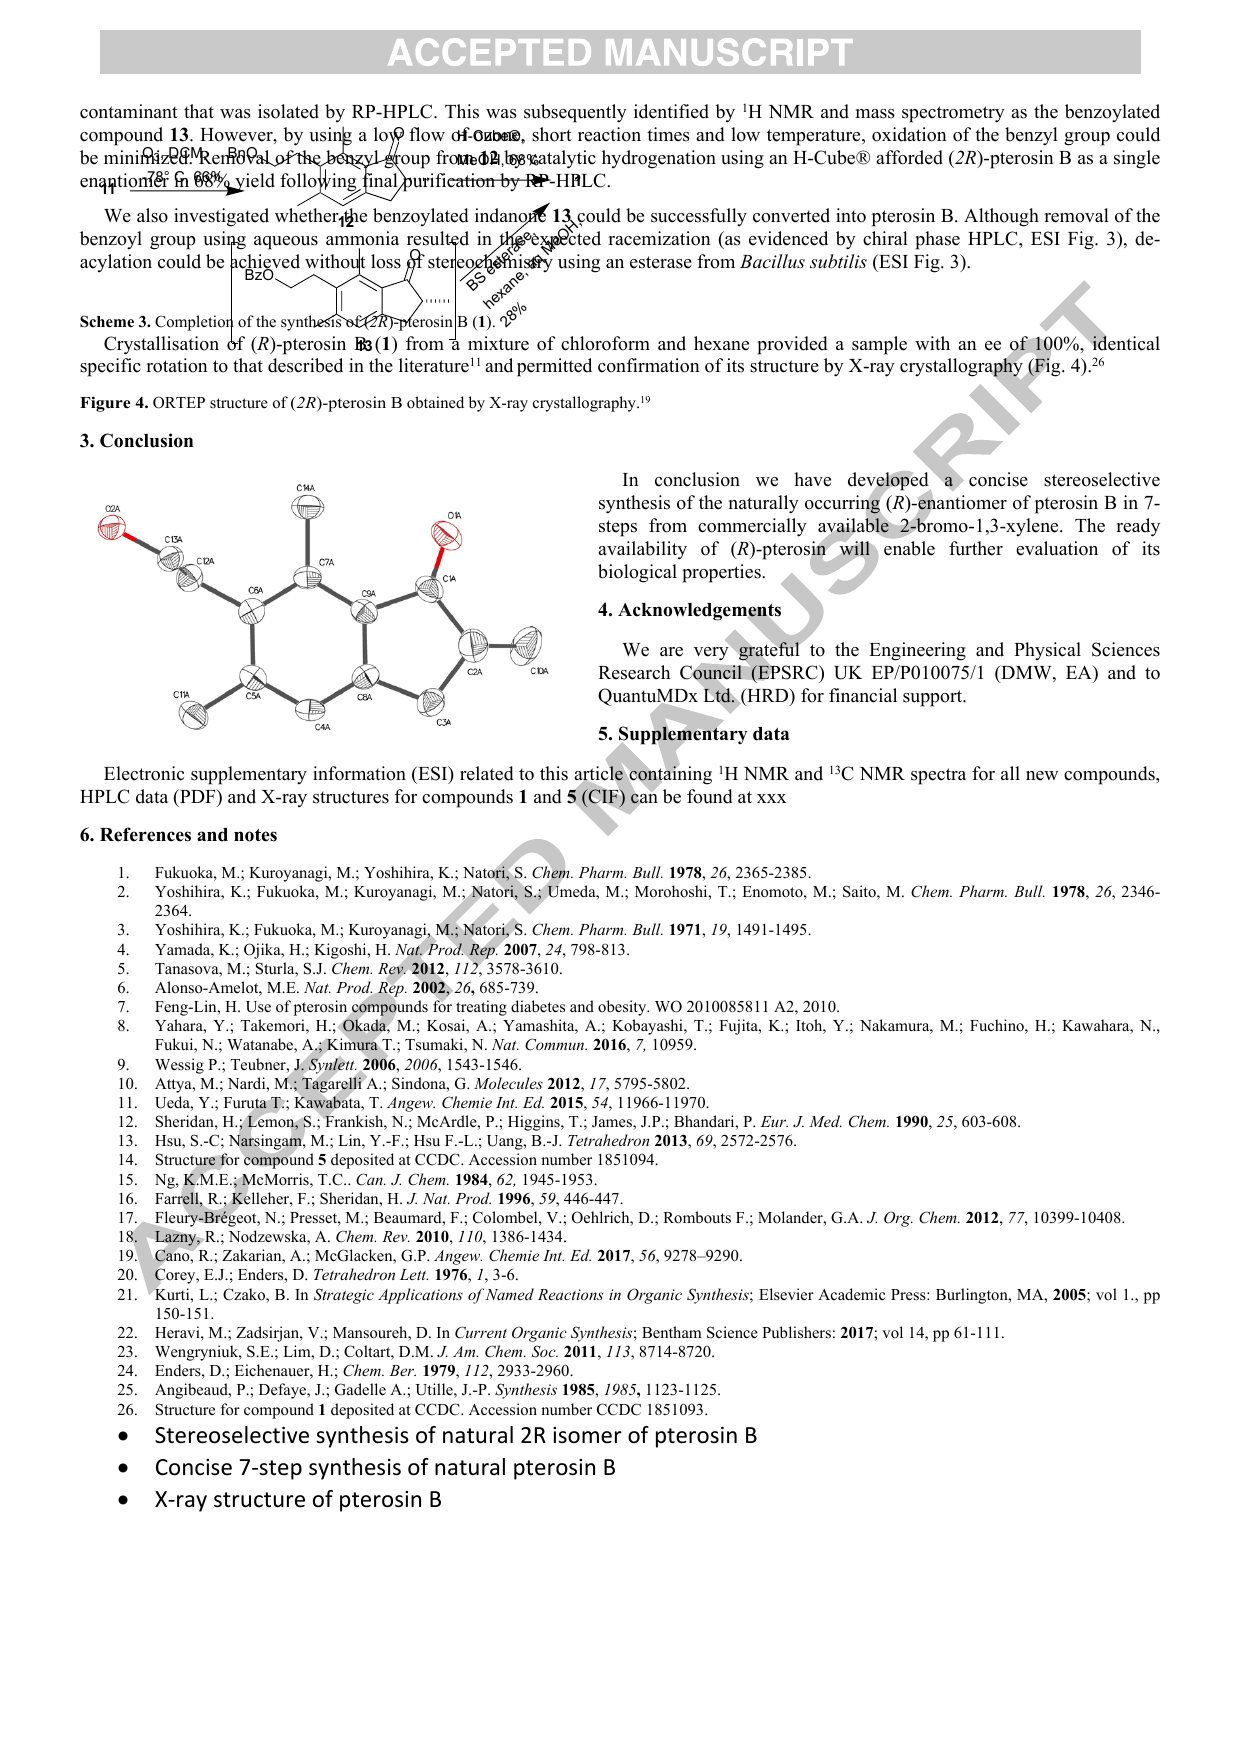 ACCEPTED MANUSCRIPT
contaminant that was isolated by RP-HPLC. This was subsequently identified by ¹H NMR and mass spectrometry as the benzoylated
compound 13. However, by using a low flow of ozone, short reaction times and low temperature, oxidation of the benzyl group could
be minimized. Removal of the benzyl group from 12 by catalytic hydrogenation using an H-Cube® afforded (2R)-pterosin B as a single
enantiomer in 68% yield following final purification by RP-HPLC.
O₃, DCM
-78° C, 66%
11
BnO
O
12
H-Cube®,
MeOH, 68%
1
We also investigated whether the benzoylated indanone 13 could be successfully converted into pterosin B. Although removal of the
benzoyl group using aqueous ammonia resulted in the expected racemization (as evidenced by chiral phase HPLC, ESI Fig. 3), de-
acylation could be achieved without loss of stereochemistry using an esterase from Bacillus subtilis (ESI Fig. 3).
BzO
O
13
BS esterase,
hexane, aq MeOH,
28%
Scheme 3. Completion of the synthesis of (2R)-pterosin B (1).
Crystallisation of (R)-pterosin B (1) from a mixture of chloroform and hexane provided a sample with an ee of 100%, identical
specific rotation to that described in the literature¹¹ and permitted confirmation of its structure by X-ray crystallography (Fig. 4).²⁶
Figure 4. ORTEP structure of (2R)-pterosin B obtained by X-ray crystallography.¹⁹
3. Conclusion
C14A
O2A
O1A
C13A
C12A
C7A
C6A
C9A
C1A
C2A
C10A
C11A
C5A
C8A
C4A
C3A
In conclusion we have developed a concise stereoselective
synthesis of the naturally occurring (R)-enantiomer of pterosin B in 7-
steps from commercially available 2-bromo-1,3-xylene. The ready
availability of (R)-pterosin will enable further evaluation of its
biological properties.
4. Acknowledgements
We are very grateful to the Engineering and Physical Sciences
Research Council (EPSRC) UK EP/P010075/1 (DMW, EA) and to
QuantuMDx Ltd. (HRD) for financial support.
5. Supplementary data
Electronic supplementary information (ESI) related to this article containing ¹H NMR and ¹³C NMR spectra for all new compounds,
HPLC data (PDF) and X-ray structures for compounds 1 and 5 (CIF) can be found at xxx
6. References and notes
1. Fukuoka, M.; Kuroyanagi, M.; Yoshihira, K.; Natori, S. Chem. Pharm. Bull. 1978, 26, 2365-2385.
2. Yoshihira, K.; Fukuoka, M.; Kuroyanagi, M.; Natori, S.; Umeda, M.; Morohoshi, T.; Enomoto, M.; Saito, M. Chem. Pharm. Bull. 1978, 26, 2346-
2364.
3. Yoshihira, K.; Fukuoka, M.; Kuroyanagi, M.; Natori, S. Chem. Pharm. Bull. 1971, 19, 1491-1495.
4. Yamada, K.; Ojika, H.; Kigoshi, H. Nat. Prod. Rep. 2007, 24, 798-813.
5. Tanasova, M.; Sturla, S.J. Chem. Rev. 2012, 112, 3578-3610.
6. Alonso-Amelot, M.E. Nat. Prod. Rep. 2002, 26, 685-739.
7. Feng-Lin, H. Use of pterosin compounds for treating diabetes and obesity. WO 2010085811 A2, 2010.
8. Yahara, Y.; Takemori, H.; Okada, M.; Kosai, A.; Yamashita, A.; Kobayashi, T.; Fujita, K.; Itoh, Y.; Nakamura, M.; Fuchino, H.; Kawahara, N.,
Fukui, N.; Watanabe, A.; Kimura T.; Tsumaki, N. Nat. Commun. 2016, 7, 10959.
9. Wessig P.; Teubner, J. Synlett. 2006, 2006, 1543-1546.
10. Attya, M.; Nardi, M.; Tagarelli A.; Sindona, G. Molecules 2012, 17, 5795-5802.
11. Ueda, Y.; Furuta T.; Kawabata, T. Angew. Chemie Int. Ed. 2015, 54, 11966-11970.
12. Sheridan, H.; Lemon, S.; Frankish, N.; McArdle, P.; Higgins, T.; James, J.P.; Bhandari, P. Eur. J. Med. Chem. 1990, 25, 603-608.
13. Hsu, S.-C; Narsingam, M.; Lin, Y.-F.; Hsu F.-L.; Uang, B.-J. Tetrahedron 2013, 69, 2572-2576.
14. Structure for compound 5 deposited at CCDC. Accession number 1851094.
15. Ng, K.M.E.; McMorris, T.C.. Can. J. Chem. 1984, 62, 1945-1953.
16. Farrell, R.; Kelleher, F.; Sheridan, H. J. Nat. Prod. 1996, 59, 446-447.
17. Fleury-Brégeot, N.; Presset, M.; Beaumard, F.; Colombel, V.; Oehlrich, D.; Rombouts F.; Molander, G.A. J. Org. Chem. 2012, 77, 10399-10408.
18. Lazny, R.; Nodzewska, A. Chem. Rev. 2010, 110, 1386-1434.
19. Cano, R.; Zakarian, A.; McGlacken, G.P. Angew. Chemie Int. Ed. 2017, 56, 9278–9290.
20. Corey, E.J.; Enders, D. Tetrahedron Lett. 1976, 1, 3-6.
21. Kurti, L.; Czako, B. In Strategic Applications of Named Reactions in Organic Synthesis; Elsevier Academic Press: Burlington, MA, 2005; vol 1., pp
150-151.
22. Heravi, M.; Zadsirjan, V.; Mansoureh, D. In Current Organic Synthesis; Bentham Science Publishers: 2017; vol 14, pp 61-111.
23. Wengryniuk, S.E.; Lim, D.; Coltart, D.M. J. Am. Chem. Soc. 2011, 113, 8714-8720.
24. Enders, D.; Eichenauer, H.; Chem. Ber. 1979, 112, 2933-2960.
25. Angibeaud, P.; Defaye, J.; Gadelle A.; Utille, J.-P. Synthesis 1985, 1985, 1123-1125.
26. Structure for compound 1 deposited at CCDC. Accession number CCDC 1851093.
• Stereoselective synthesis of natural 2R isomer of pterosin B
• Concise 7-step synthesis of natural pterosin B
• X-ray structure of pterosin B
ACCEPTED MANUSCRIPT